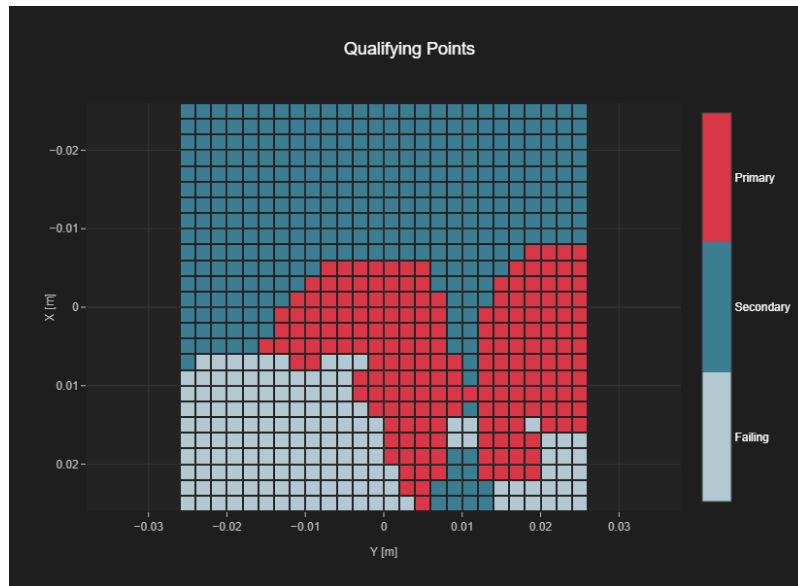 Qualifying Points
−0.02
−0.01
0
0.01
0.02
X [m]
−0.03
−0.02
−0.01
0
0.01
0.02
0.03
Y [m]
Primary
Secondary
Failing